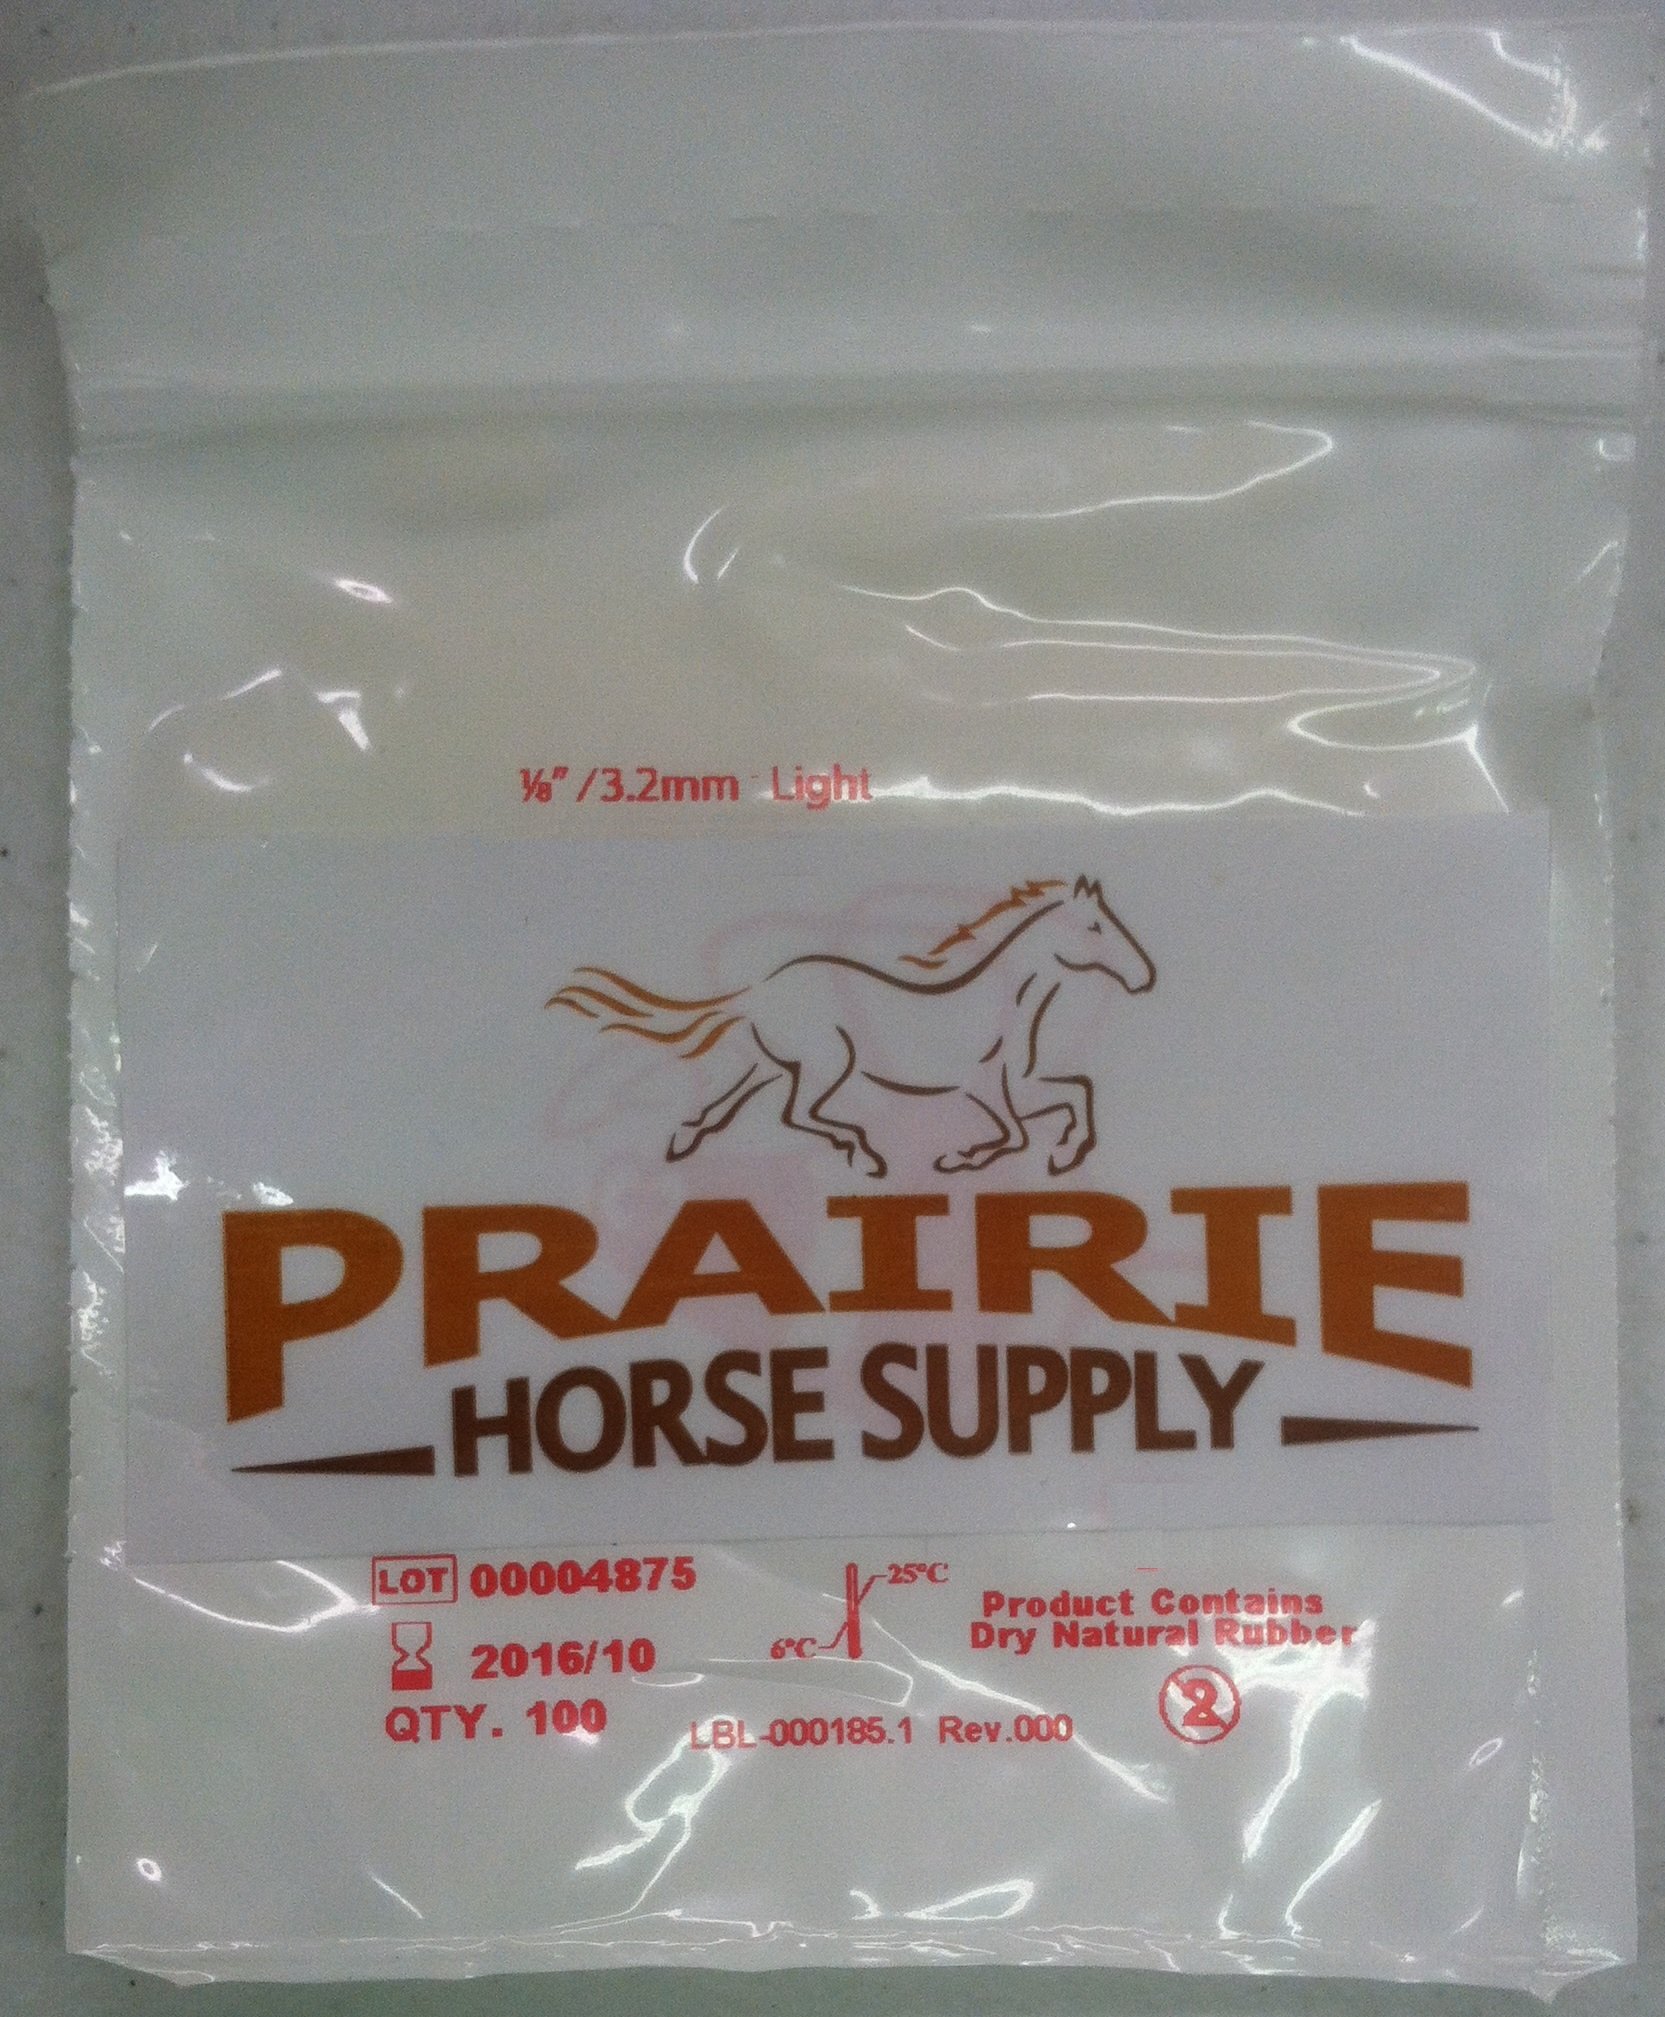 ⅛" /3.2mm Light
PRAIRIE
HORSE SUPPLY
LOT 00004875
2016/10
QTY. 100
25°C
6°C
LBL-000185.1 Rev.000
Product Contains
Dry Natural Rubber
2